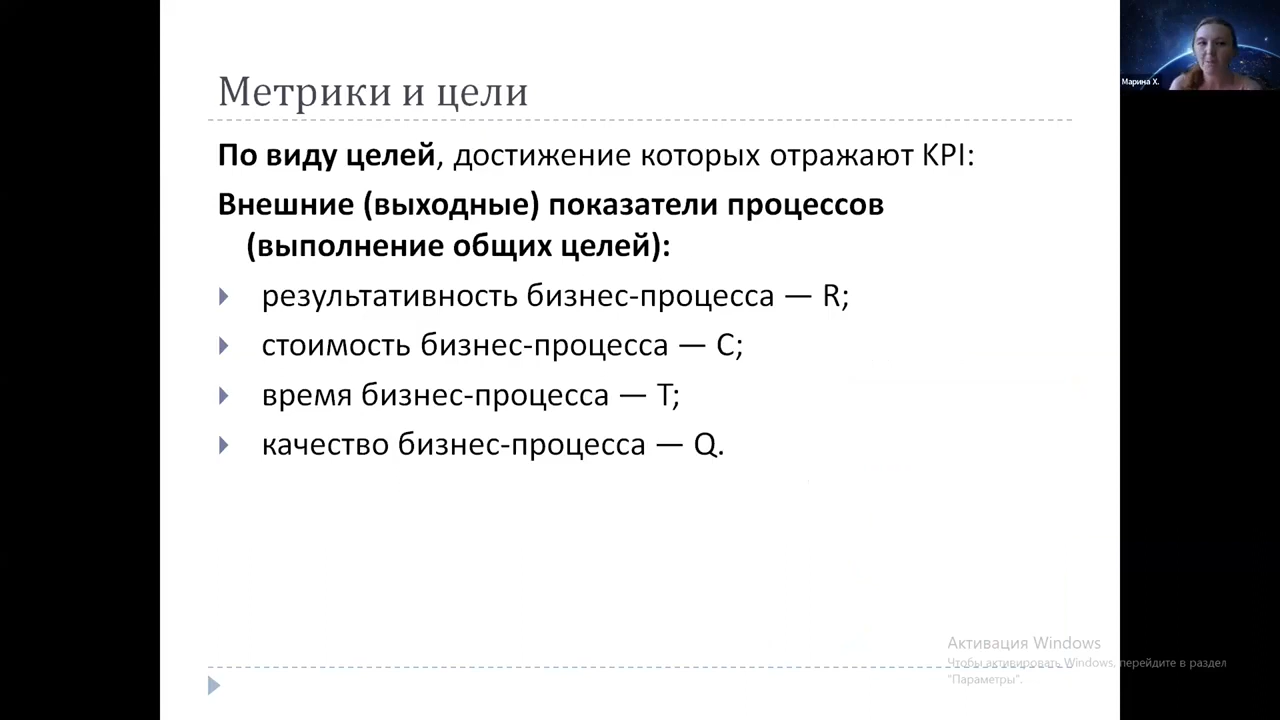 Метрики и цели
По виду целей, достижение которых отражают KPI:
Внешние (выходные) показатели процессов
(выполнение общих целей):
результативность бизнес-процесса — R;
стоимость бизнес-процесса — C;
время бизнес-процесса — T;
качество бизнес-процесса — Q.
Марина Х.
Активация Windows
Чтобы активировать Windows, перейдите в раздел
"Параметры".